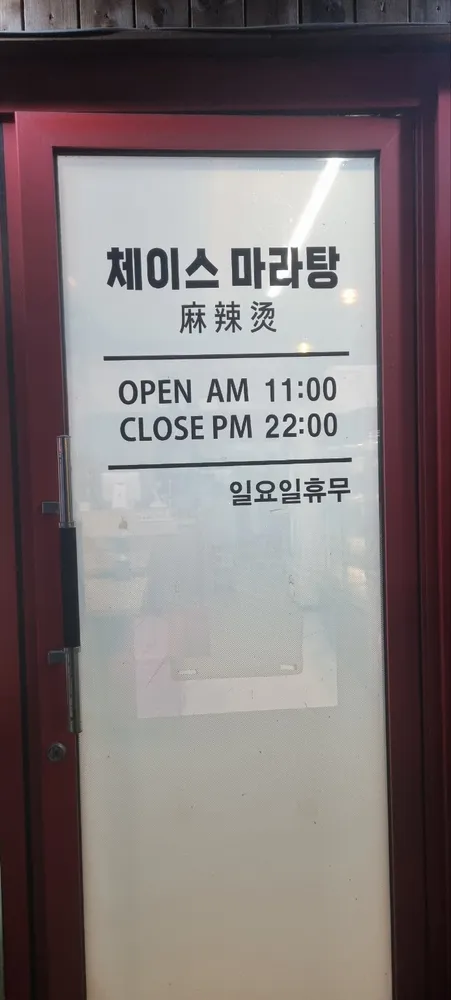 체이스 마라탕
麻辣烫
OPEN AM 11:00
CLOSE PM 22:00
일요일휴무